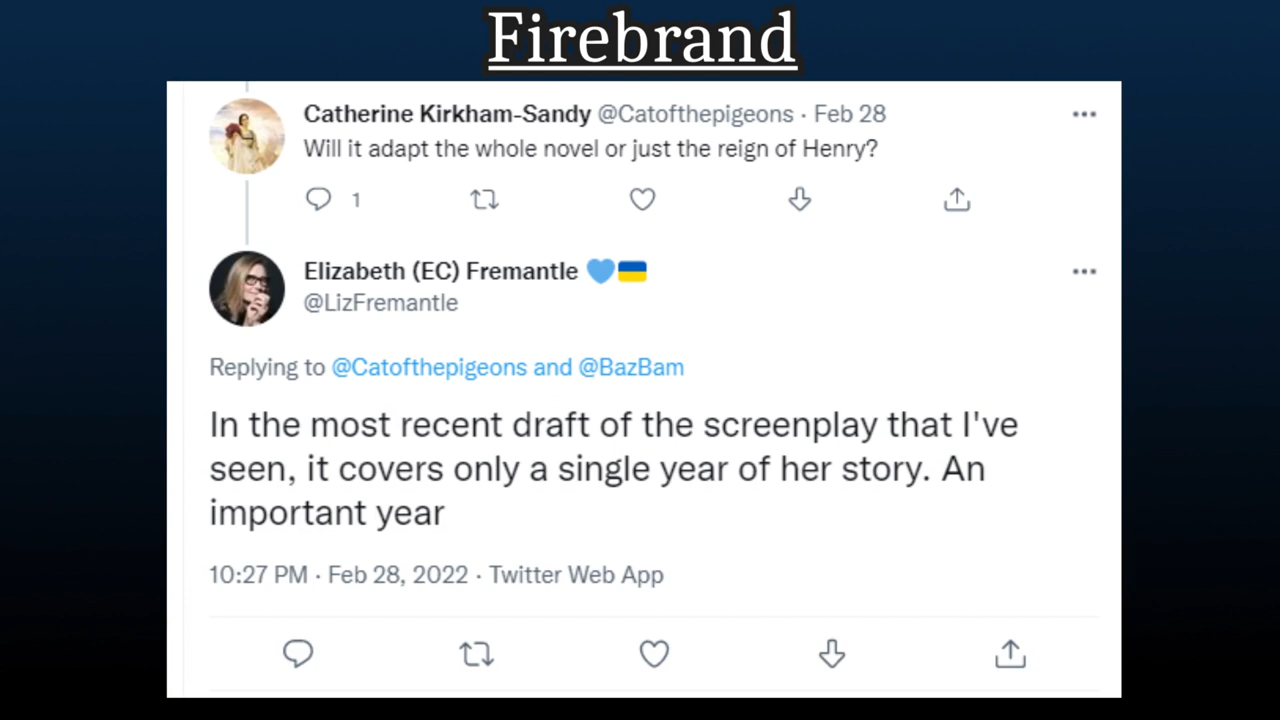 Firebrand
Catherine Kirkham-Sandy @Catofthepigeons · Feb 28
Will it adapt the whole novel or just the reign of Henry?
1
Elizabeth (EC) Fremantle 💙🇺🇦
@LizFremantle
Replying to @Catofthepigeons and @BazBam
In the most recent draft of the screenplay that I've
seen, it covers only a single year of her story. An
important year
10:27 PM · Feb 28, 2022 · Twitter Web App